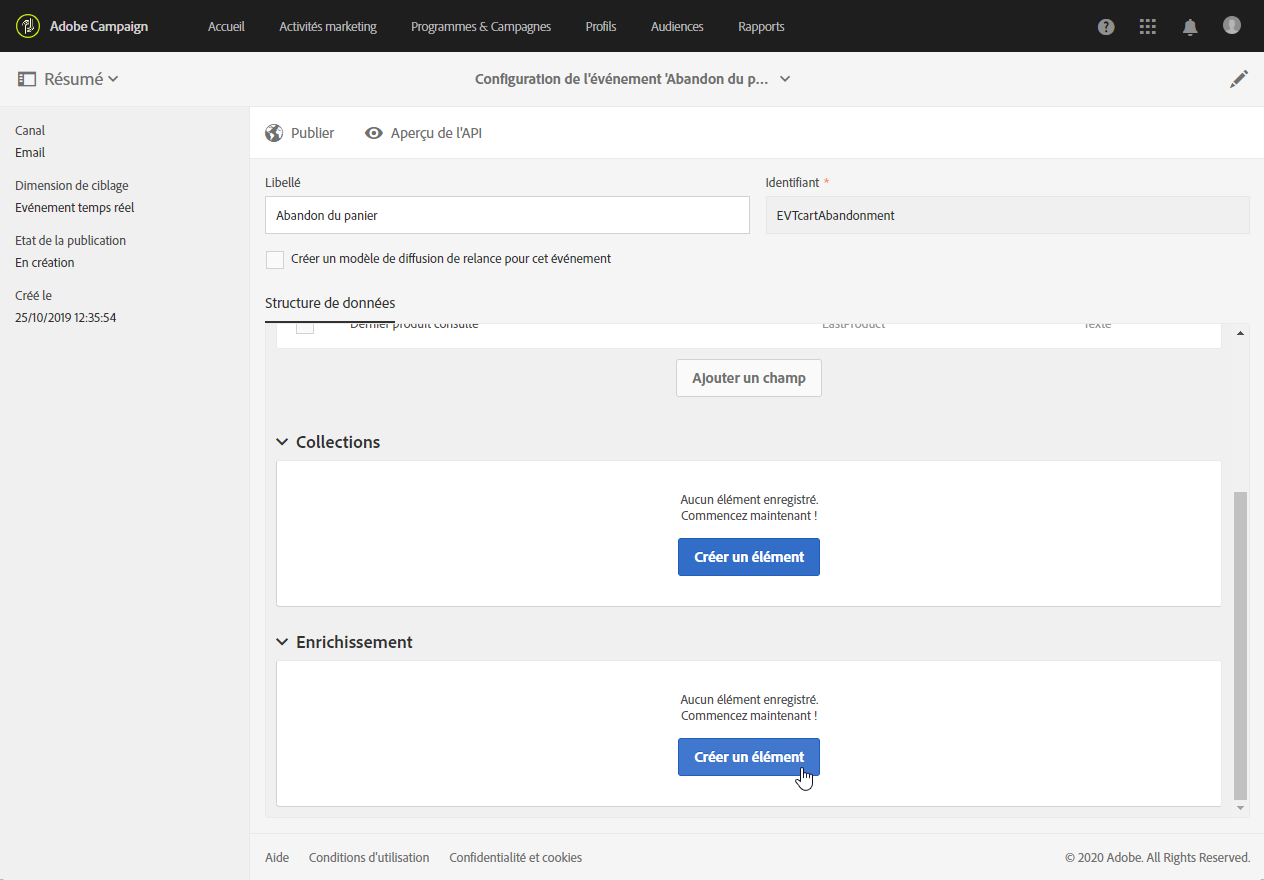 Adobe Campaign
Accueil
Activités marketing
Programmes & Campagnes
Profils
Audiences
Rapports
Résumé
Configuration de l'événement 'Abandon du p...
Canal
Email
Dimension de ciblage
Evénement temps réel
Etat de la publication
En création
Créé le
25/10/2019 12:35:54
Publier
Aperçu de l'API
Libellé
Identifiant *
Abandon du panier
EVTcartAbandonment
Créer un modèle de diffusion de relance pour cet événement
Structure de données
Dernier produit consulté
LastProduct
Texte
Ajouter un champ
Collections
Aucun élément enregistré.
Commencez maintenant !
Créer un élément
Enrichissement
Aucun élément enregistré.
Commencez maintenant !
Créer un élément
Aide
Conditions d'utilisation
Confidentialité et cookies
© 2020 Adobe. All Rights Reserved.